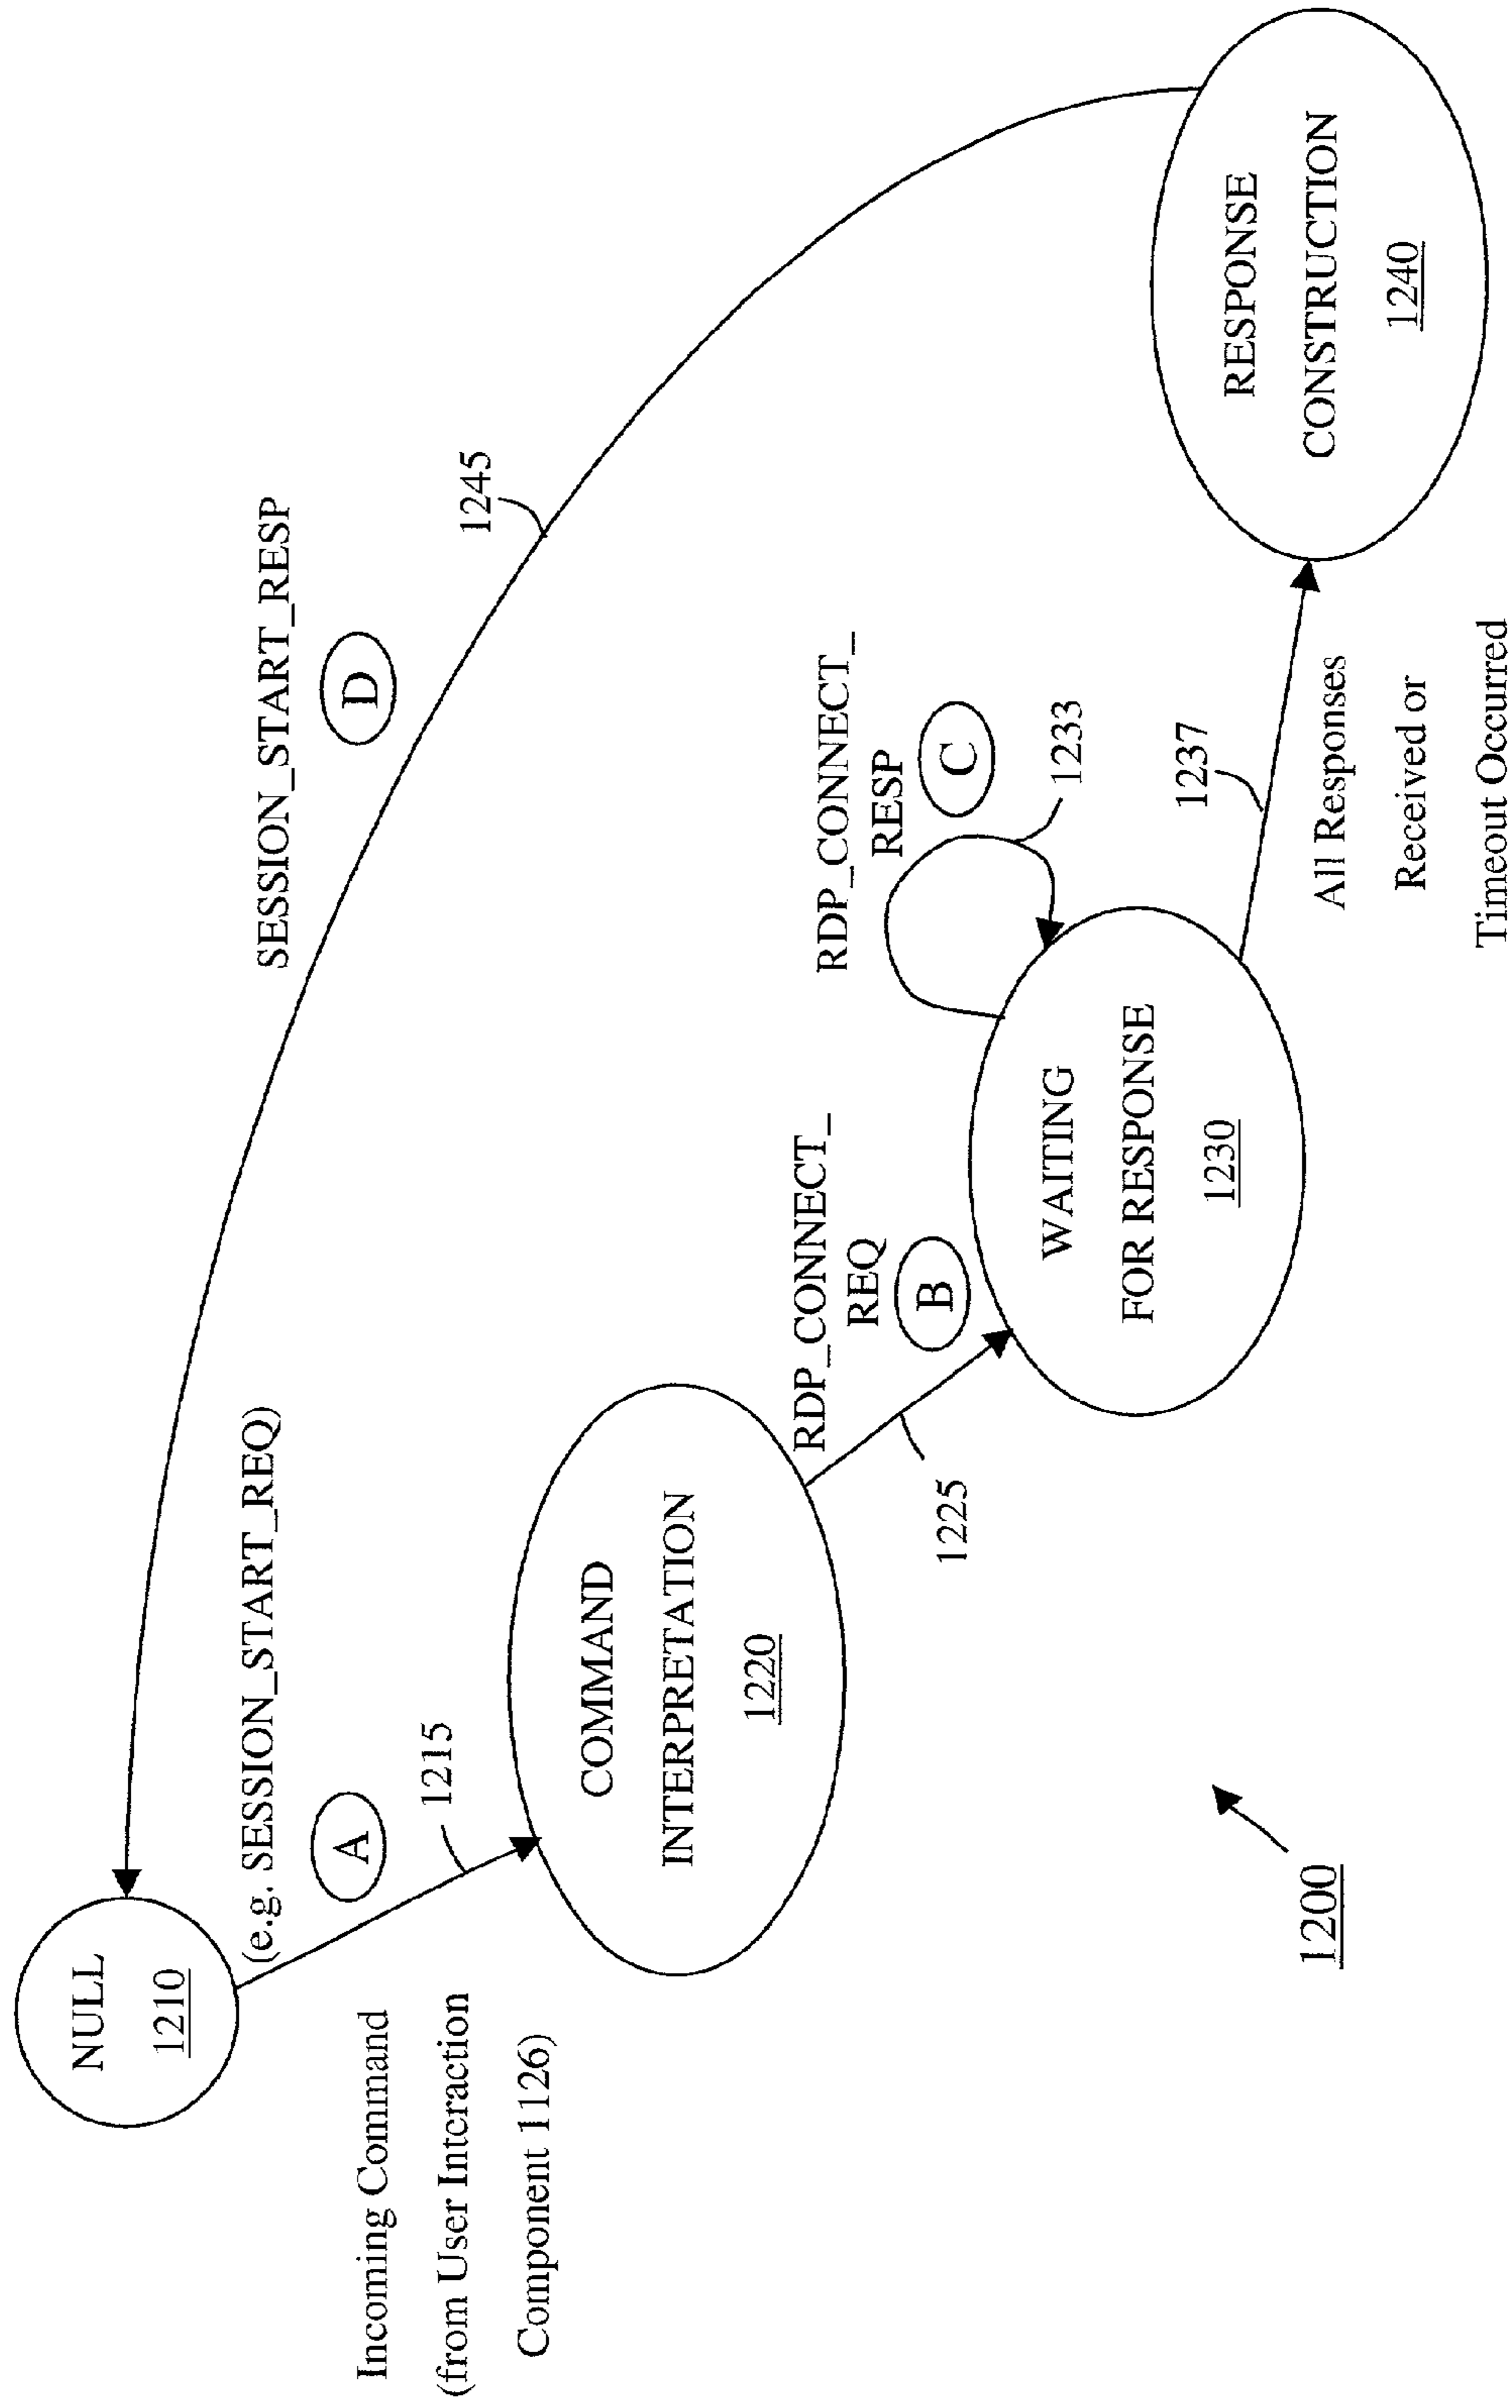 NULL
1210
SESSION_START_RESP
D
1245
(e.g. SESSION_START_REQ)
A
1215
Incoming Command
(from User Interaction
Component 1126)
COMMAND
INTERPRETATION
1220
RDP_CONNECT_
REQ
B
1225
RDP_CONNECT_
RESP
C
1233
WAITING
FOR RESPONSE
1230
1237
All Responses
Received or
Timeout Occurred
RESPONSE
CONSTRUCTION
1240
1200